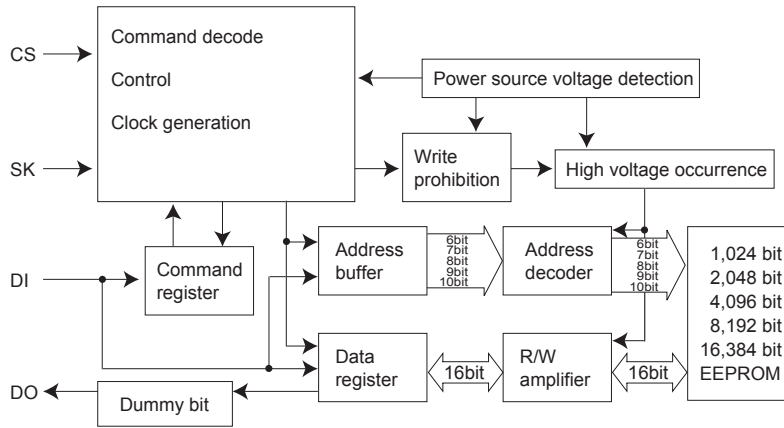 CS
SK
DI
DO
Command decode
Control
Clock generation
Power source voltage detection
Write
prohibition
High voltage occurrence
Command
register
Address
buffer
6bit
7bit
8bit
9bit
10bit
Address
decoder
6bit
7bit
8bit
9bit
10bit
1,024 bit
2,048 bit
4,096 bit
8,192 bit
16,384 bit
EEPROM
Data
register
16bit
R/W
amplifier
16bit
Dummy bit